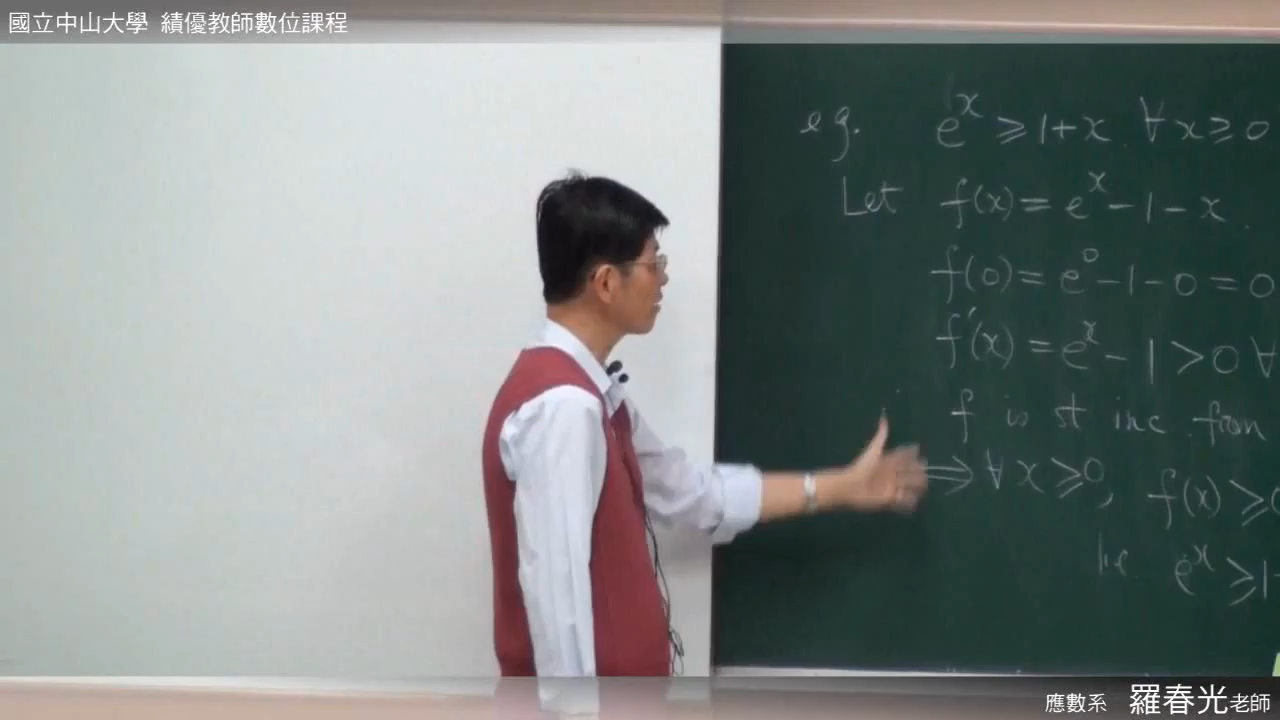 國立中山大學 績優教師數位課程
eg. e^x ≥ 1+x. ∀ x ≥ 0
Let f(x) = e^x - 1 - x.
f(0) = e^0 - 1 - 0 = 0
f'(x) = e^x - 1 > 0 ∀
f is st inc. from
⟹ ∀ x ≥ 0, f(x) ≥ 0
i.e. e^x ≥ 1-
應數系 羅春光老師